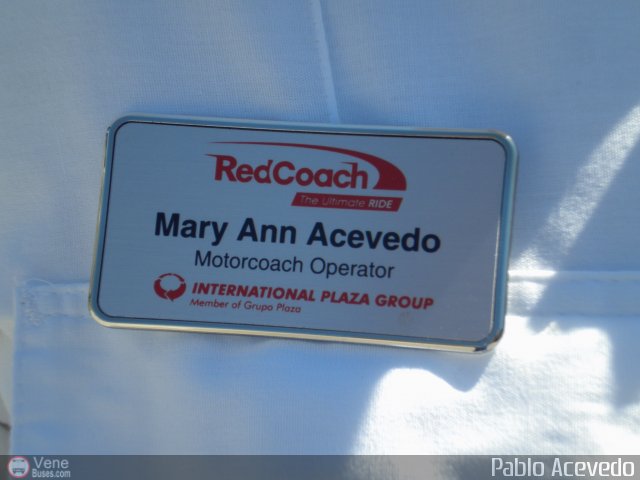 RedCoach
The Ultimate RIDE
Mary Ann Acevedo
Motorcoach Operator
INTERNATIONAL PLAZA GROUP
Member of Grupo Plaza
Vene
Buses.com
Pablo Acevedo